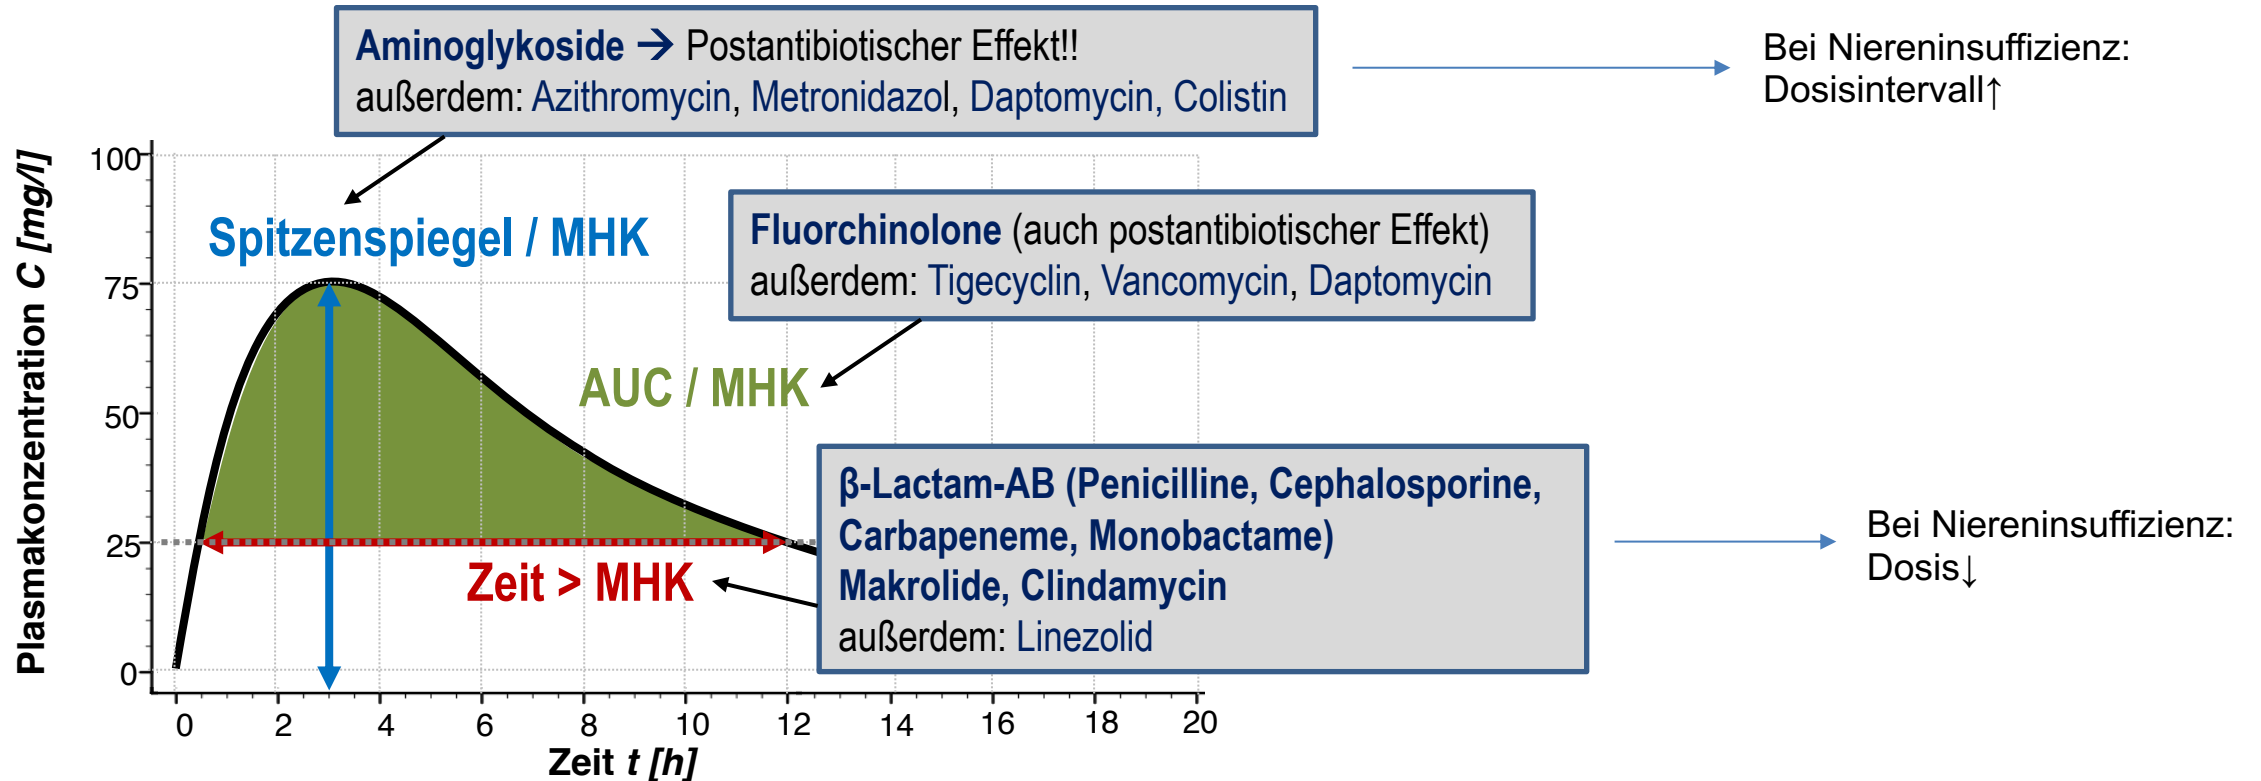 Aminoglykoside → Postantibiotischer Effekt!!
außerdem: Azithromycin, Metronidazol, Daptomycin, Colistin
Bei Niereninsuffizienz:
Dosisintervall↑
Plasmakonzentration C [mg/l]
100
75
50
25
0
Spitzenspiegel / MHK
Fluorchinolone (auch postantibiotischer Effekt)
außerdem: Tigecyclin, Vancomycin, Daptomycin
AUC / MHK
Zeit > MHK
β-Lactam-AB (Penicilline, Cephalosporine,
Carbapeneme, Monobactame)
Makrolide, Clindamycin
außerdem: Linezolid
Bei Niereninsuffizienz:
Dosis↓
0 2 4 6 8 10 12 14 16 18 20
Zeit t [h]